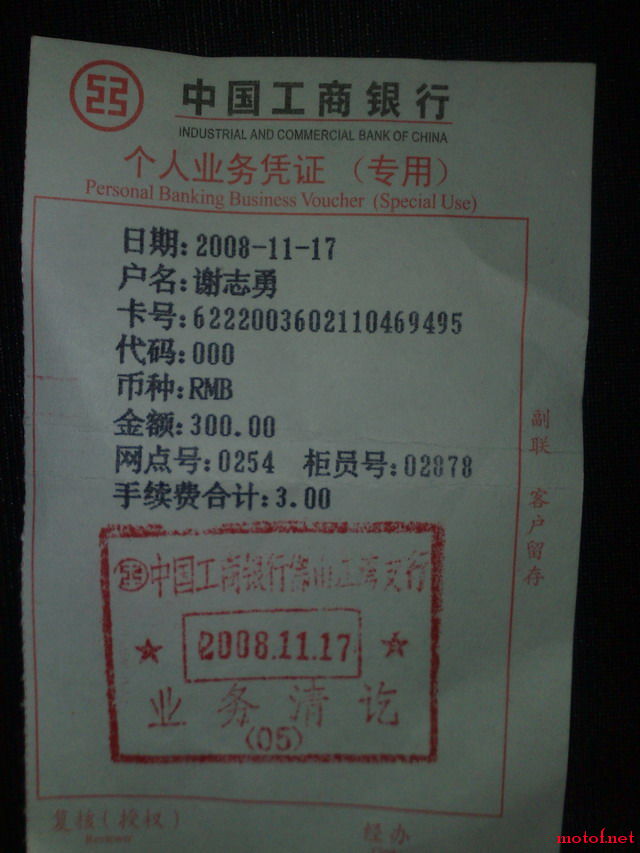 中国工商银行
INDUSTRIAL AND COMMERCIAL BANK OF CHINA
个人业务凭证（专用）
Personal Banking Business Voucher (Special Use)
日期:2008-11-17
户名:谢志勇
卡号:6222003602110469495
代码:000
币种:RMB
金额:300.00
网点号:0254 柜员号:02878
手续费合计:3.00
副联 客户留存
中国工商银行佛山 支行
2008.11.17
业务清讫
(05)
复核(授权)
Review
经办
motof.net